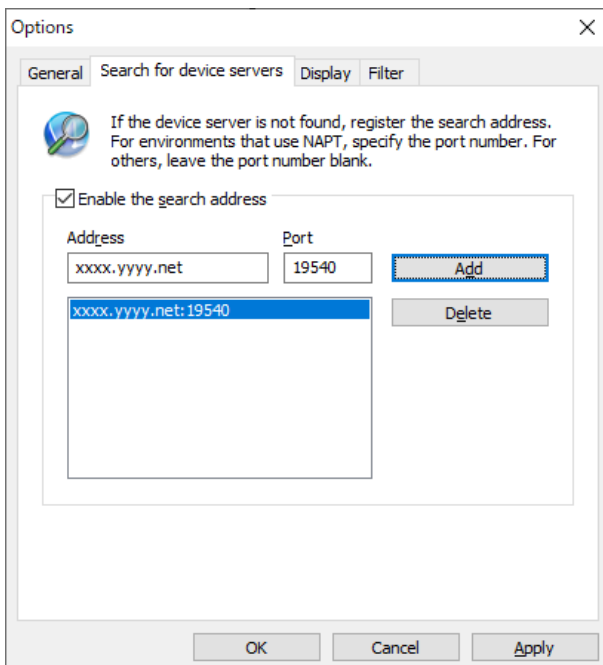 Options
General Search for device servers Display Filter
If the device server is not found, register the search address.
For environments that use NAPT, specify the port number. For
others, leave the port number blank.
Enable the search address
Address Port
xxxx.yyyy.net 19540 Add
xxxx.yyyy.net:19540 Delete
OK Cancel Apply